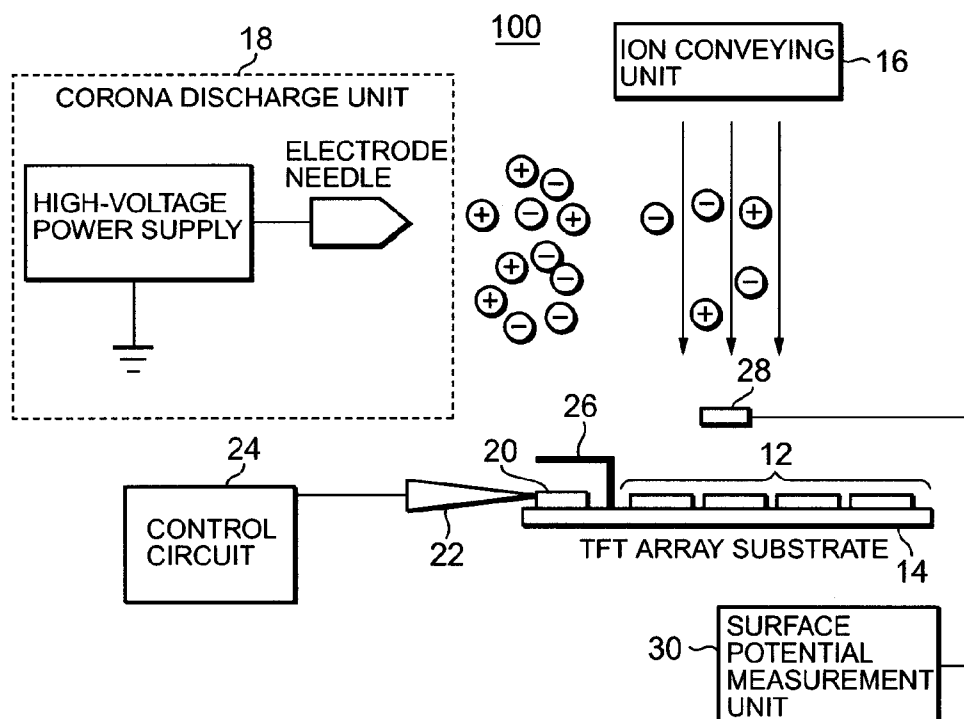 100
18
CORONA DISCHARGE UNIT
HIGH-VOLTAGE
POWER SUPPLY
ELECTRODE
NEEDLE
ION CONVEYING
UNIT
16
+
−
+
−
+
−
+
−
+
−
−
−
−
−
+
−
+
28
26
24
20
12
CONTROL
CIRCUIT
22
TFT ARRAY SUBSTRATE
14
30
SURFACE
POTENTIAL
MEASUREMENT
UNIT